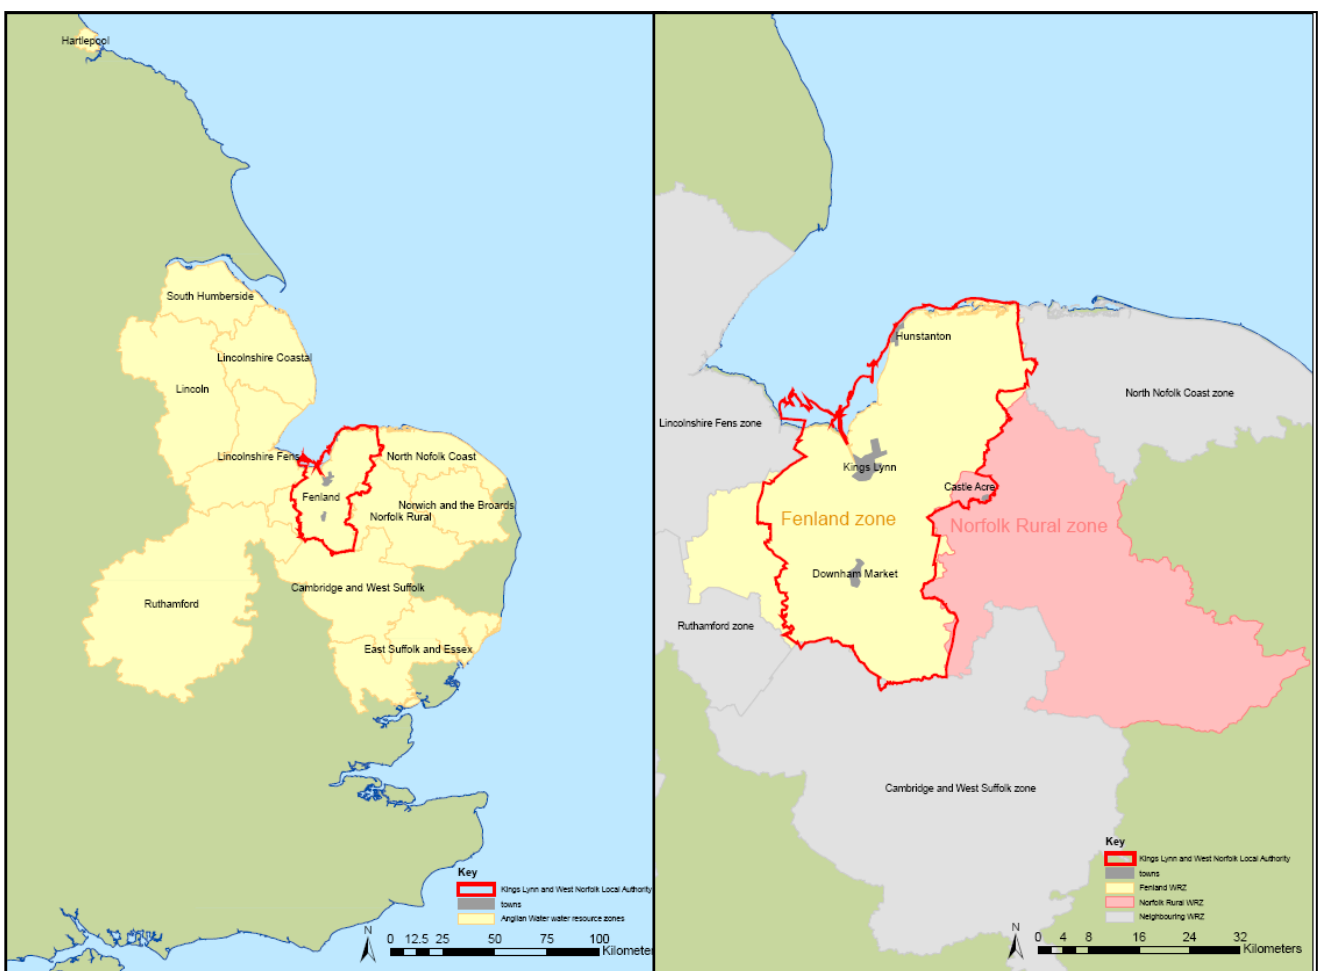 Hartlepool
South Humberside
Lincolnshire Coastal
Lincoln
Lincolnshire Fens
North Nofolk Coast
Fenland
Norwich and the Broards
Norfolk Rural
Cambridge and West Suffolk
Ruthamford
East Suffolk and Essex
Key
Kings Lynn and West Norfolk Local Authority
towns
Anglian Water water resource zones
N
0 12.5 25 50 75 100
Kilometers
Hunstanton
North Nofolk Coast zone
Lincolnshire Fens zone
Kings Lynn
Castle Acre
Fenland zone
Norfolk Rural zone
Downham Market
Ruthamford zone
Cambridge and West Suffolk zone
Key
Kings Lynn and West Norfolk Local Authority
towns
Fenland WRZ
Norfolk Rural WRZ
Neighbouring WRZ
N
0 4 8 16 24 32
Kilometers